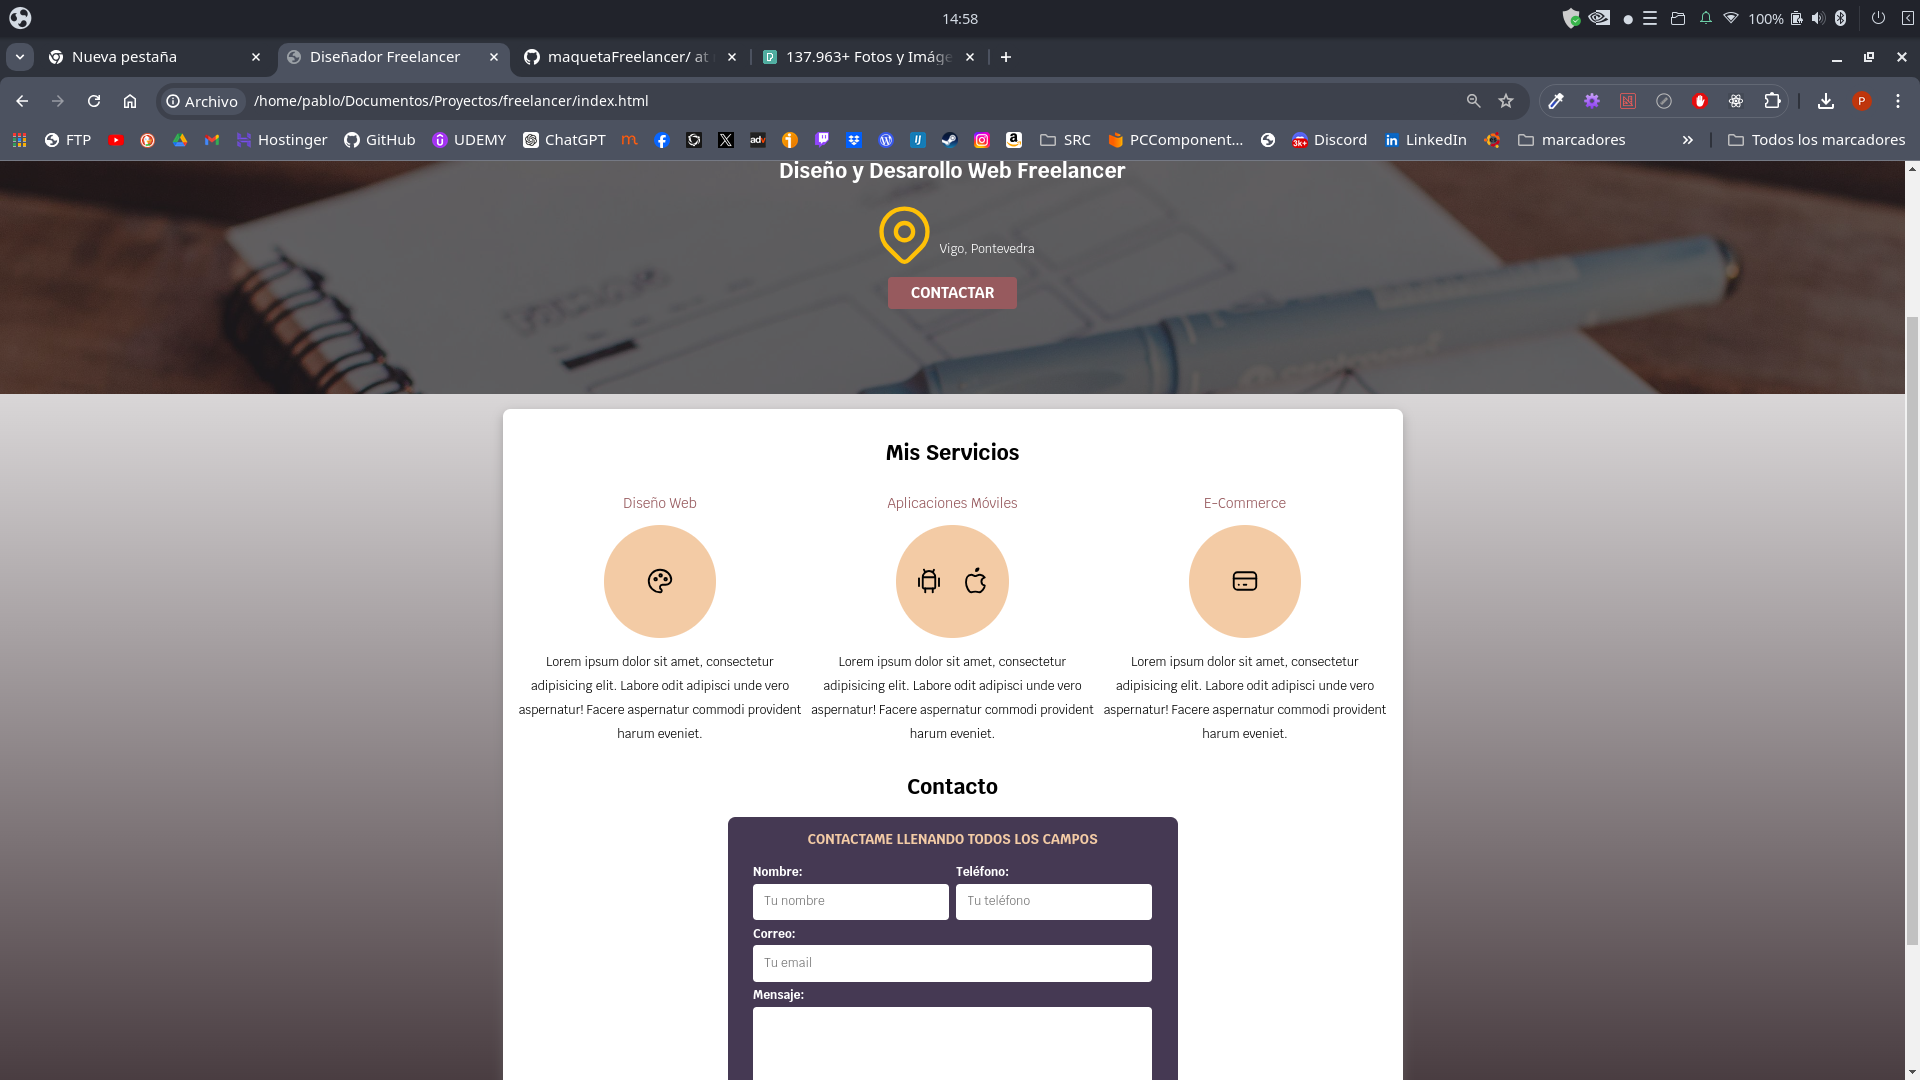 14:58
100%
Nueva pestaña
Diseñador Freelancer
maquetaFreelancer/ at
137.963+ Fotos y Imáge
Archivo
/home/pablo/Documentos/Proyectos/freelancer/index.html
P
FTP
Hostinger
GitHub
UDEMY
ChatGPT
adv
SRC
PCComponent...
3k+
Discord
LinkedIn
marcadores
»
Todos los marcadores
Diseño y Desarollo Web Freelancer
Vigo, Pontevedra
CONTACTAR
Mis Servicios
Diseño Web
Aplicaciones Móviles
E-Commerce
Lorem ipsum dolor sit amet, consectetur
adipisicing elit. Labore odit adipisci unde vero
aspernatur! Facere aspernatur commodi provident
harum eveniet.
Lorem ipsum dolor sit amet, consectetur
adipisicing elit. Labore odit adipisci unde vero
aspernatur! Facere aspernatur commodi provident
harum eveniet.
Lorem ipsum dolor sit amet, consectetur
adipisicing elit. Labore odit adipisci unde vero
aspernatur! Facere aspernatur commodi provident
harum eveniet.
Contacto
CONTACTAME LLENANDO TODOS LOS CAMPOS
Nombre:
Teléfono:
Tu nombre
Tu teléfono
Correo:
Tu email
Mensaje: